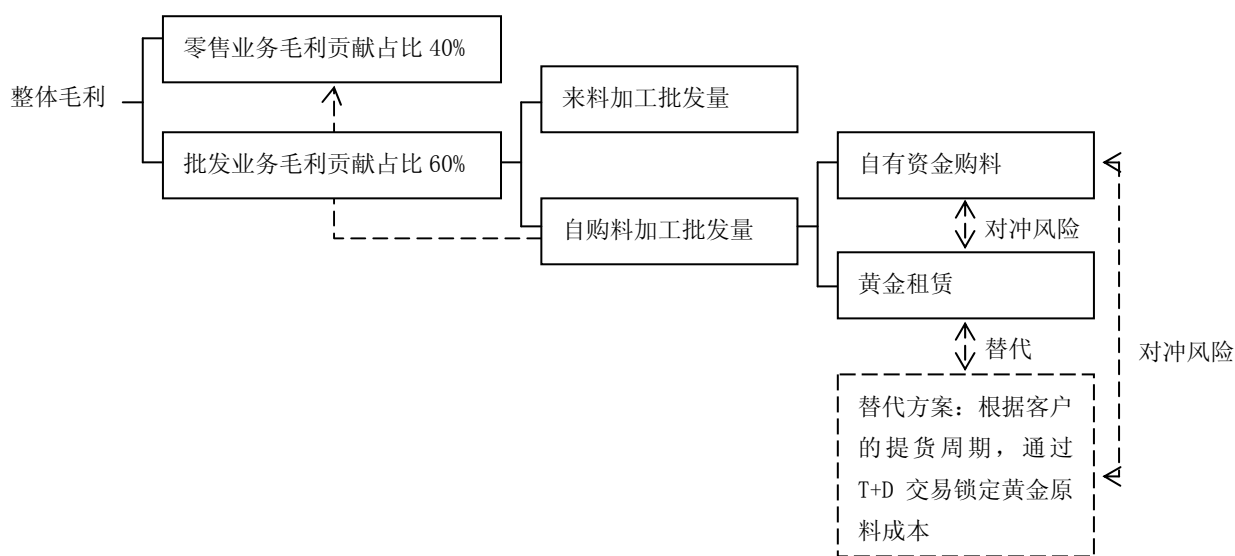 零售业务毛利贡献占比 40%
整体毛利
来料加工批发量
批发业务毛利贡献占比 60%
自有资金购料
自购料加工批发量
对冲风险
黄金租赁
替代
对冲风险
替代方案：根据客户
的提货周期，通过
T+D 交易锁定黄金原
料成本